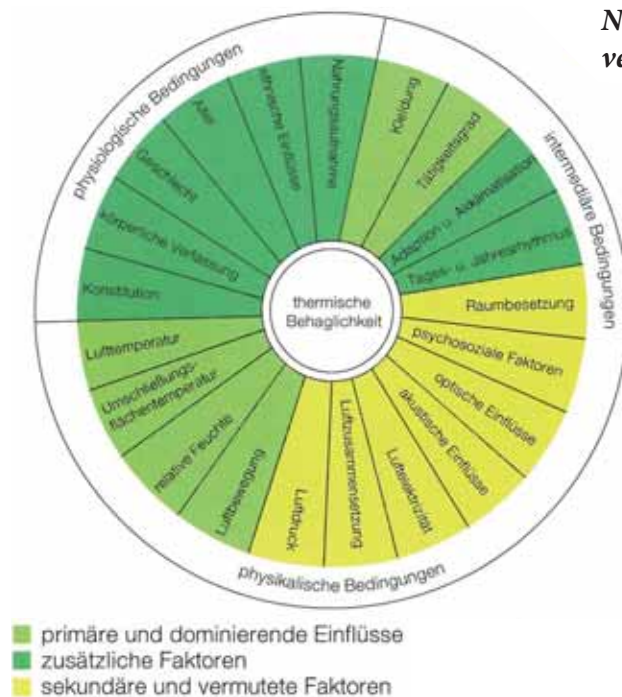 N
ve
physiologische Bedingungen
intermediäre Bedingungen
physikalische Bedingungen
Nahrungsaufnahme
ethnische Einflüsse
Alter
Geschlecht
körperliche Verfassung
Konstitution
Lufttemperatur
Umschließungs-
flächentemperatur
relative Feuchte
Luftbewegung
Luftdruck
Luftzusammensetzung
Luftelektrizität
akustische Einflüsse
optische Einflüsse
psychosoziale Faktoren
Raumbesetzung
Tages- u. Jahresrhythmus
Adaption u. Akklimatisation
Tätigkeitsgrad
Kleidung
thermische
Behaglichkeit
primäre und dominierende Einflüsse
zusätzliche Faktoren
sekundäre und vermutete Faktoren